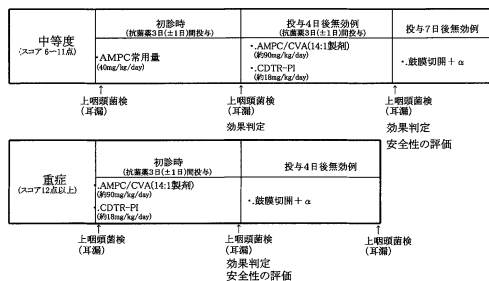 中等度
(スコア 6~11点)
初診時
(抗菌薬3日(±1日)間投与)
投与4日後無効例
(抗菌薬3日(±1日)間投与)
投与7日後無効例
・AMPC常用量
(40mg/kg/day)
・.AMPC/CVA(14:1製剤)
(約90mg/kg/day)
・.CDTR-PI
(約18mg/kg/day)
・.鼓膜切開+α
上咽頭菌検
(耳漏)
上咽頭菌検
(耳漏)
効果判定
上咽頭菌検
(耳漏)
効果判定
安全性の評価
重症
(スコア12点以上)
初診時
(抗菌薬3日(±1日)間投与)
投与4日後無効例
・.AMPC/CVA(14:1製剤)
(約90mg/kg/day)
・.CDTR-PI
(約18mg/kg/day)
・.鼓膜切開+α
上咽頭菌検
(耳漏)
上咽頭菌検
(耳漏)
効果判定
安全性の評価
上咽頭菌検
(耳漏)